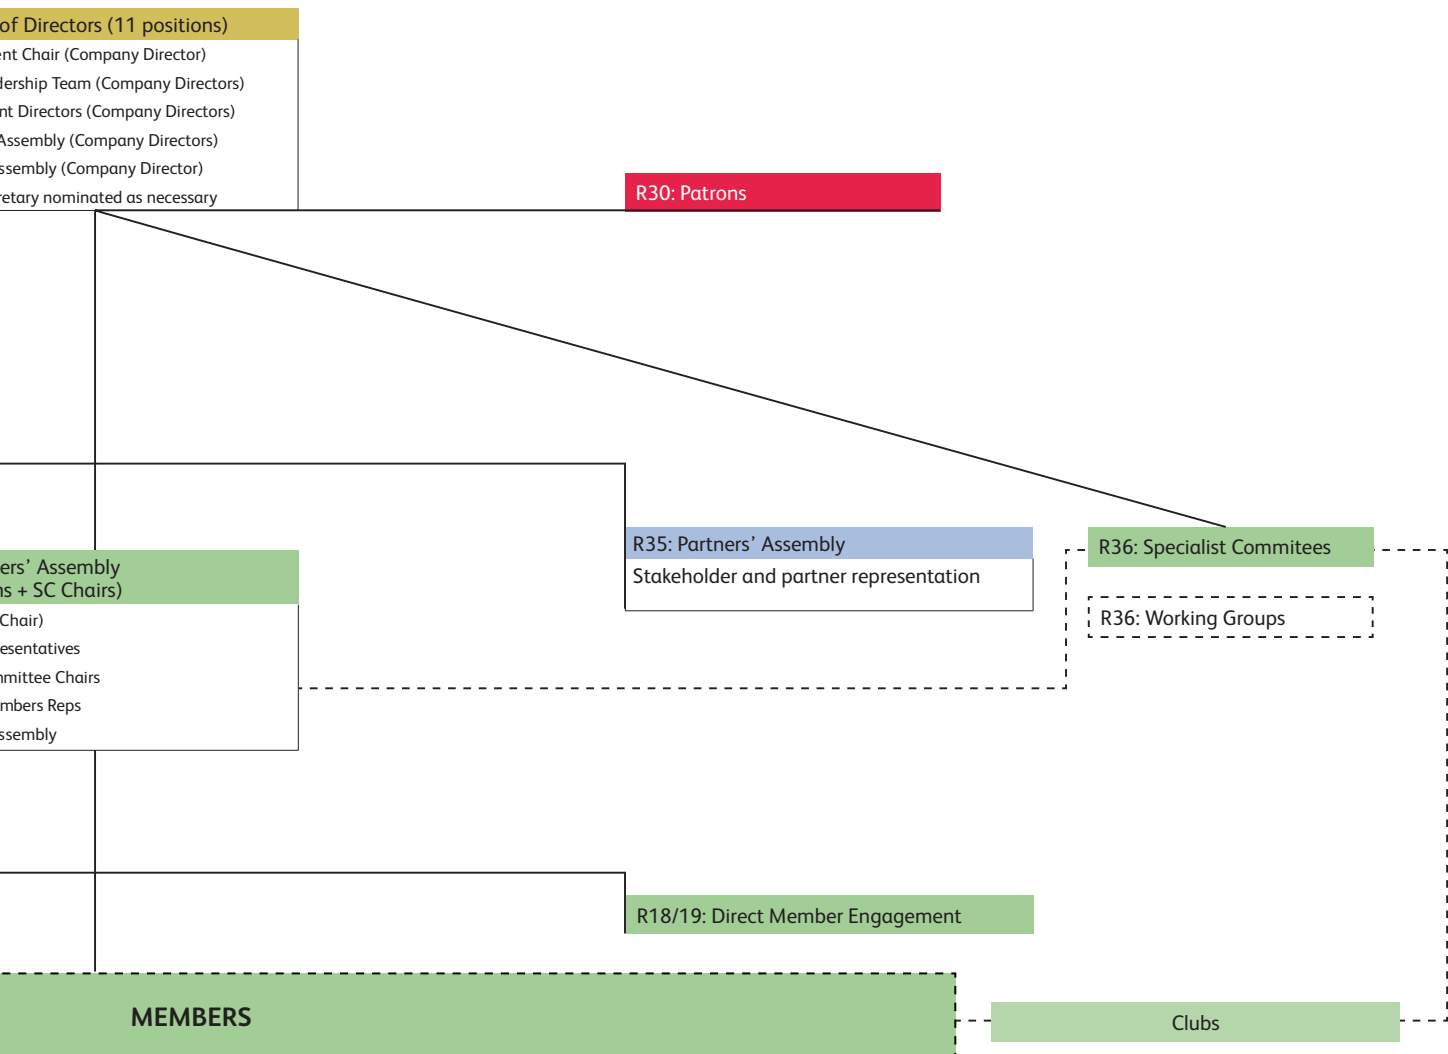 of Directors (11 positions)
ent Chair (Company Director)
dership Team (Company Directors)
nt Directors (Company Directors)
Assembly (Company Directors)
ssembly (Company Director)
retary nominated as necessary
R30: Patrons
R35: Partners’ Assembly
Stakeholder and partner representation
R36: Specialist Commitees
R36: Working Groups
ers’ Assembly
ns + SC Chairs)
Chair)
esentatives
mmittee Chairs
mbers Reps
ssembly
R18/19: Direct Member Engagement
MEMBERS
Clubs